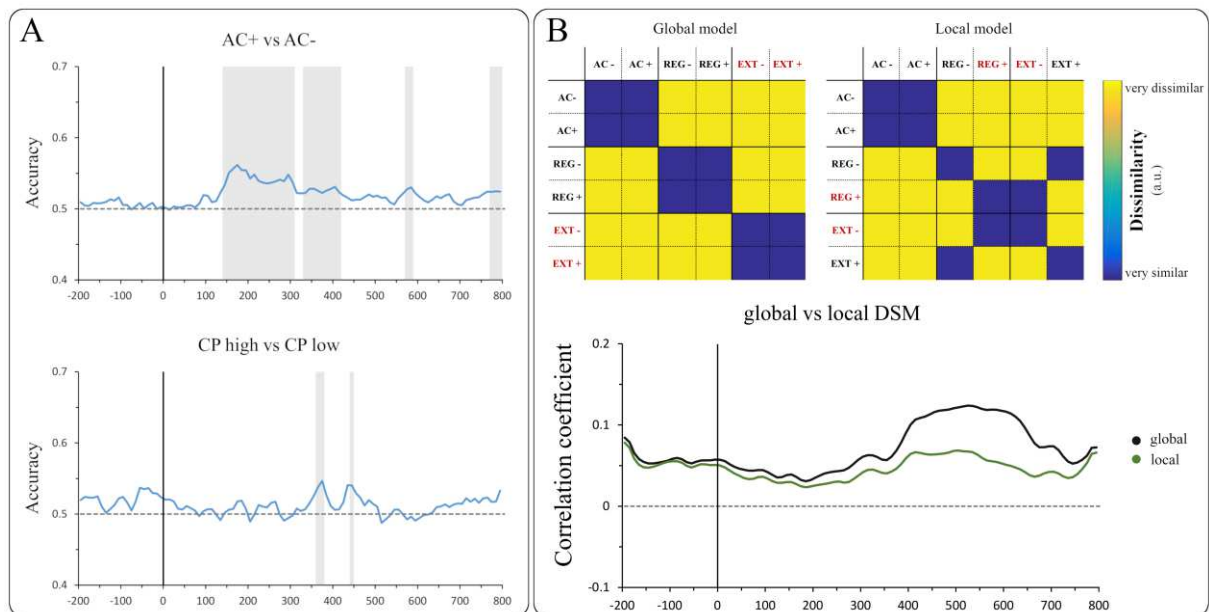 A
AC+ vs AC-
0.7
0.6
0.5
0.4
Accuracy
-200 -100 0 100 200 300 400 500 600 700 800
CP high vs CP low
0.7
0.6
0.5
0.4
Accuracy
-200 -100 0 100 200 300 400 500 600 700 800
B
Global model
AC - AC + REG - REG + EXT - EXT +
AC-
AC+
REG -
REG +
EXT -
EXT +
Local model
AC - AC + REG - REG + EXT - EXT +
AC-
AC+
REG -
REG +
EXT -
EXT +
very dissimilar
Dissimilarity
(a.u.)
very similar
global vs local DSM
0.2
0.1
0
-0.1
Correlation coefficient
-200 -100 0 100 200 300 400 500 600 700 800
global
local